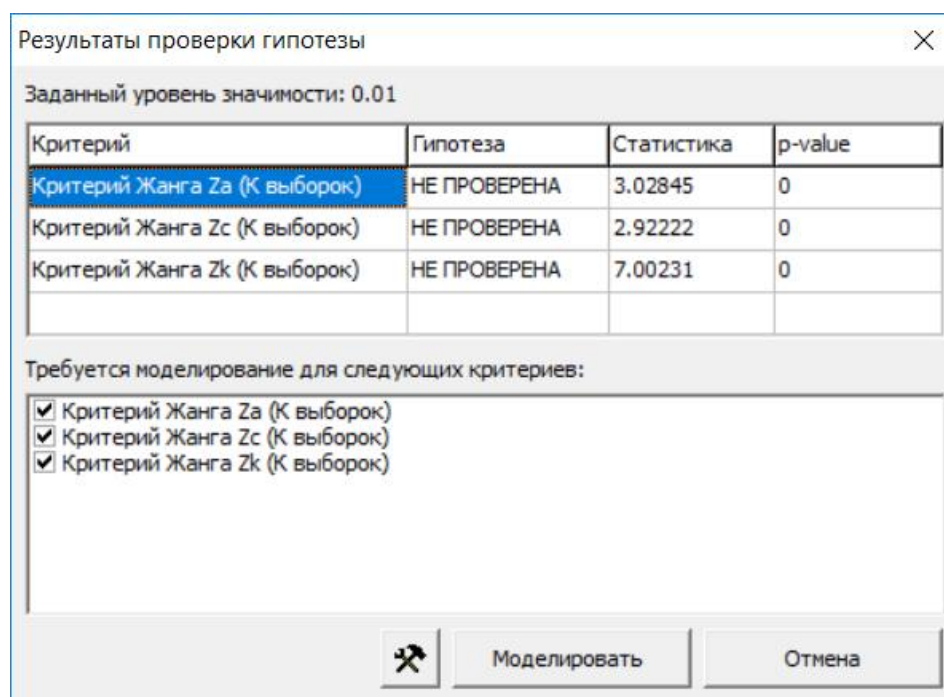 Результаты проверки гипотезы
Заданный уровень значимости: 0.01
Критерий Гипотеза Статистика p-value
Критерий Жанга Za (К выборок) НЕ ПРОВЕРЕНА 3.02845 0
Критерий Жанга Zc (К выборок) НЕ ПРОВЕРЕНА 2.92222 0
Критерий Жанга Zk (К выборок) НЕ ПРОВЕРЕНА 7.00231 0
Требуется моделирование для следующих критериев:
Критерий Жанга Za (К выборок)
Критерий Жанга Zc (К выборок)
Критерий Жанга Zk (К выборок)
Моделировать Отмена